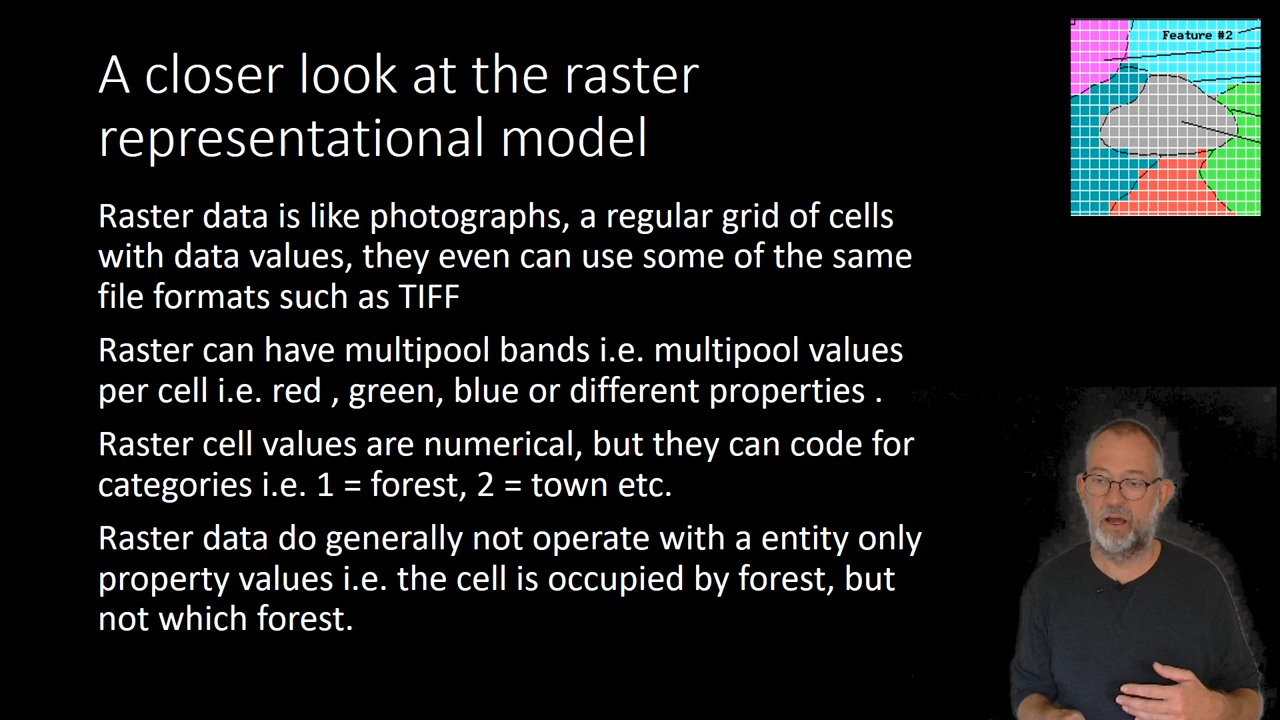 A closer look at the raster
representational model
Feature #2
Raster data is like photographs, a regular grid of cells
with data values, they even can use some of the same
file formats such as TIFF
Raster can have multipool bands i.e. multipool values
per cell i.e. red , green, blue or different properties .
Raster cell values are numerical, but they can code for
categories i.e. 1 = forest, 2 = town etc.
Raster data do generally not operate with a entity only
property values i.e. the cell is occupied by forest, but
not which forest.